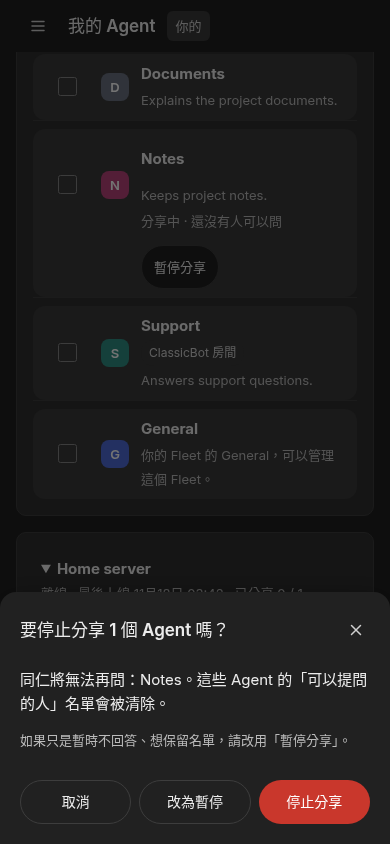 我的 Agent 你的
Documents
D
Explains the project documents.
Notes
N
Keeps project notes.
分享中 · 還沒有人可以問
暫停分享
Support
S
ClassicBot 房間
Answers support questions.
General
G
你的 Fleet 的 General，可以管理
這個 Fleet。
▼ Home server
要停止分享 1 個 Agent 嗎？
同仁將無法再問：Notes。這些 Agent 的「可以提問
的人」名單會被清除。
如果只是暫時不回答、想保留名單，請改用「暫停分享」。
取消 改為暫停 停止分享